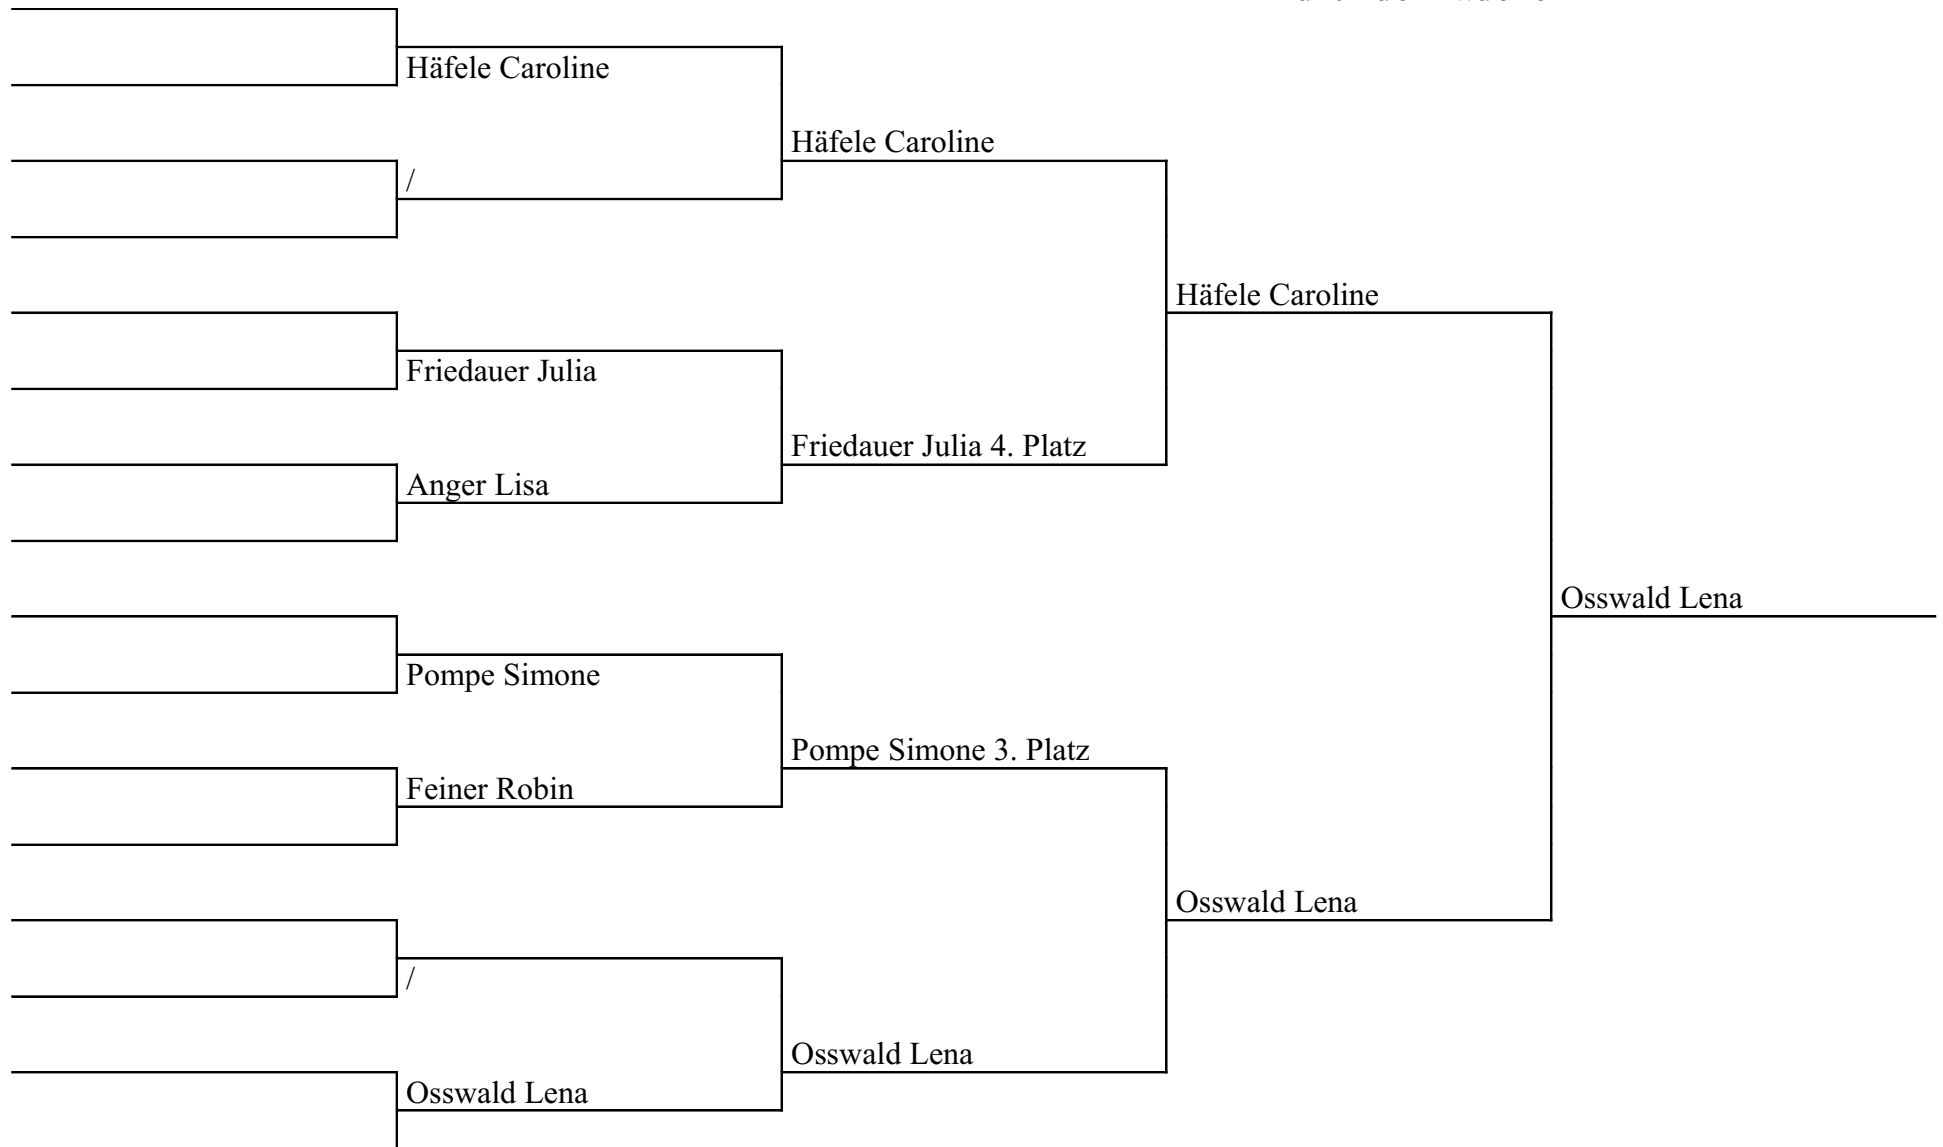 Häfele Caroline
Häfele Caroline
/
Häfele Caroline
Friedauer Julia
Friedauer Julia 4. Platz
Anger Lisa
Osswald Lena
Pompe Simone
Pompe Simone 3. Platz
Feiner Robin
Osswald Lena
/
Osswald Lena
Osswald Lena